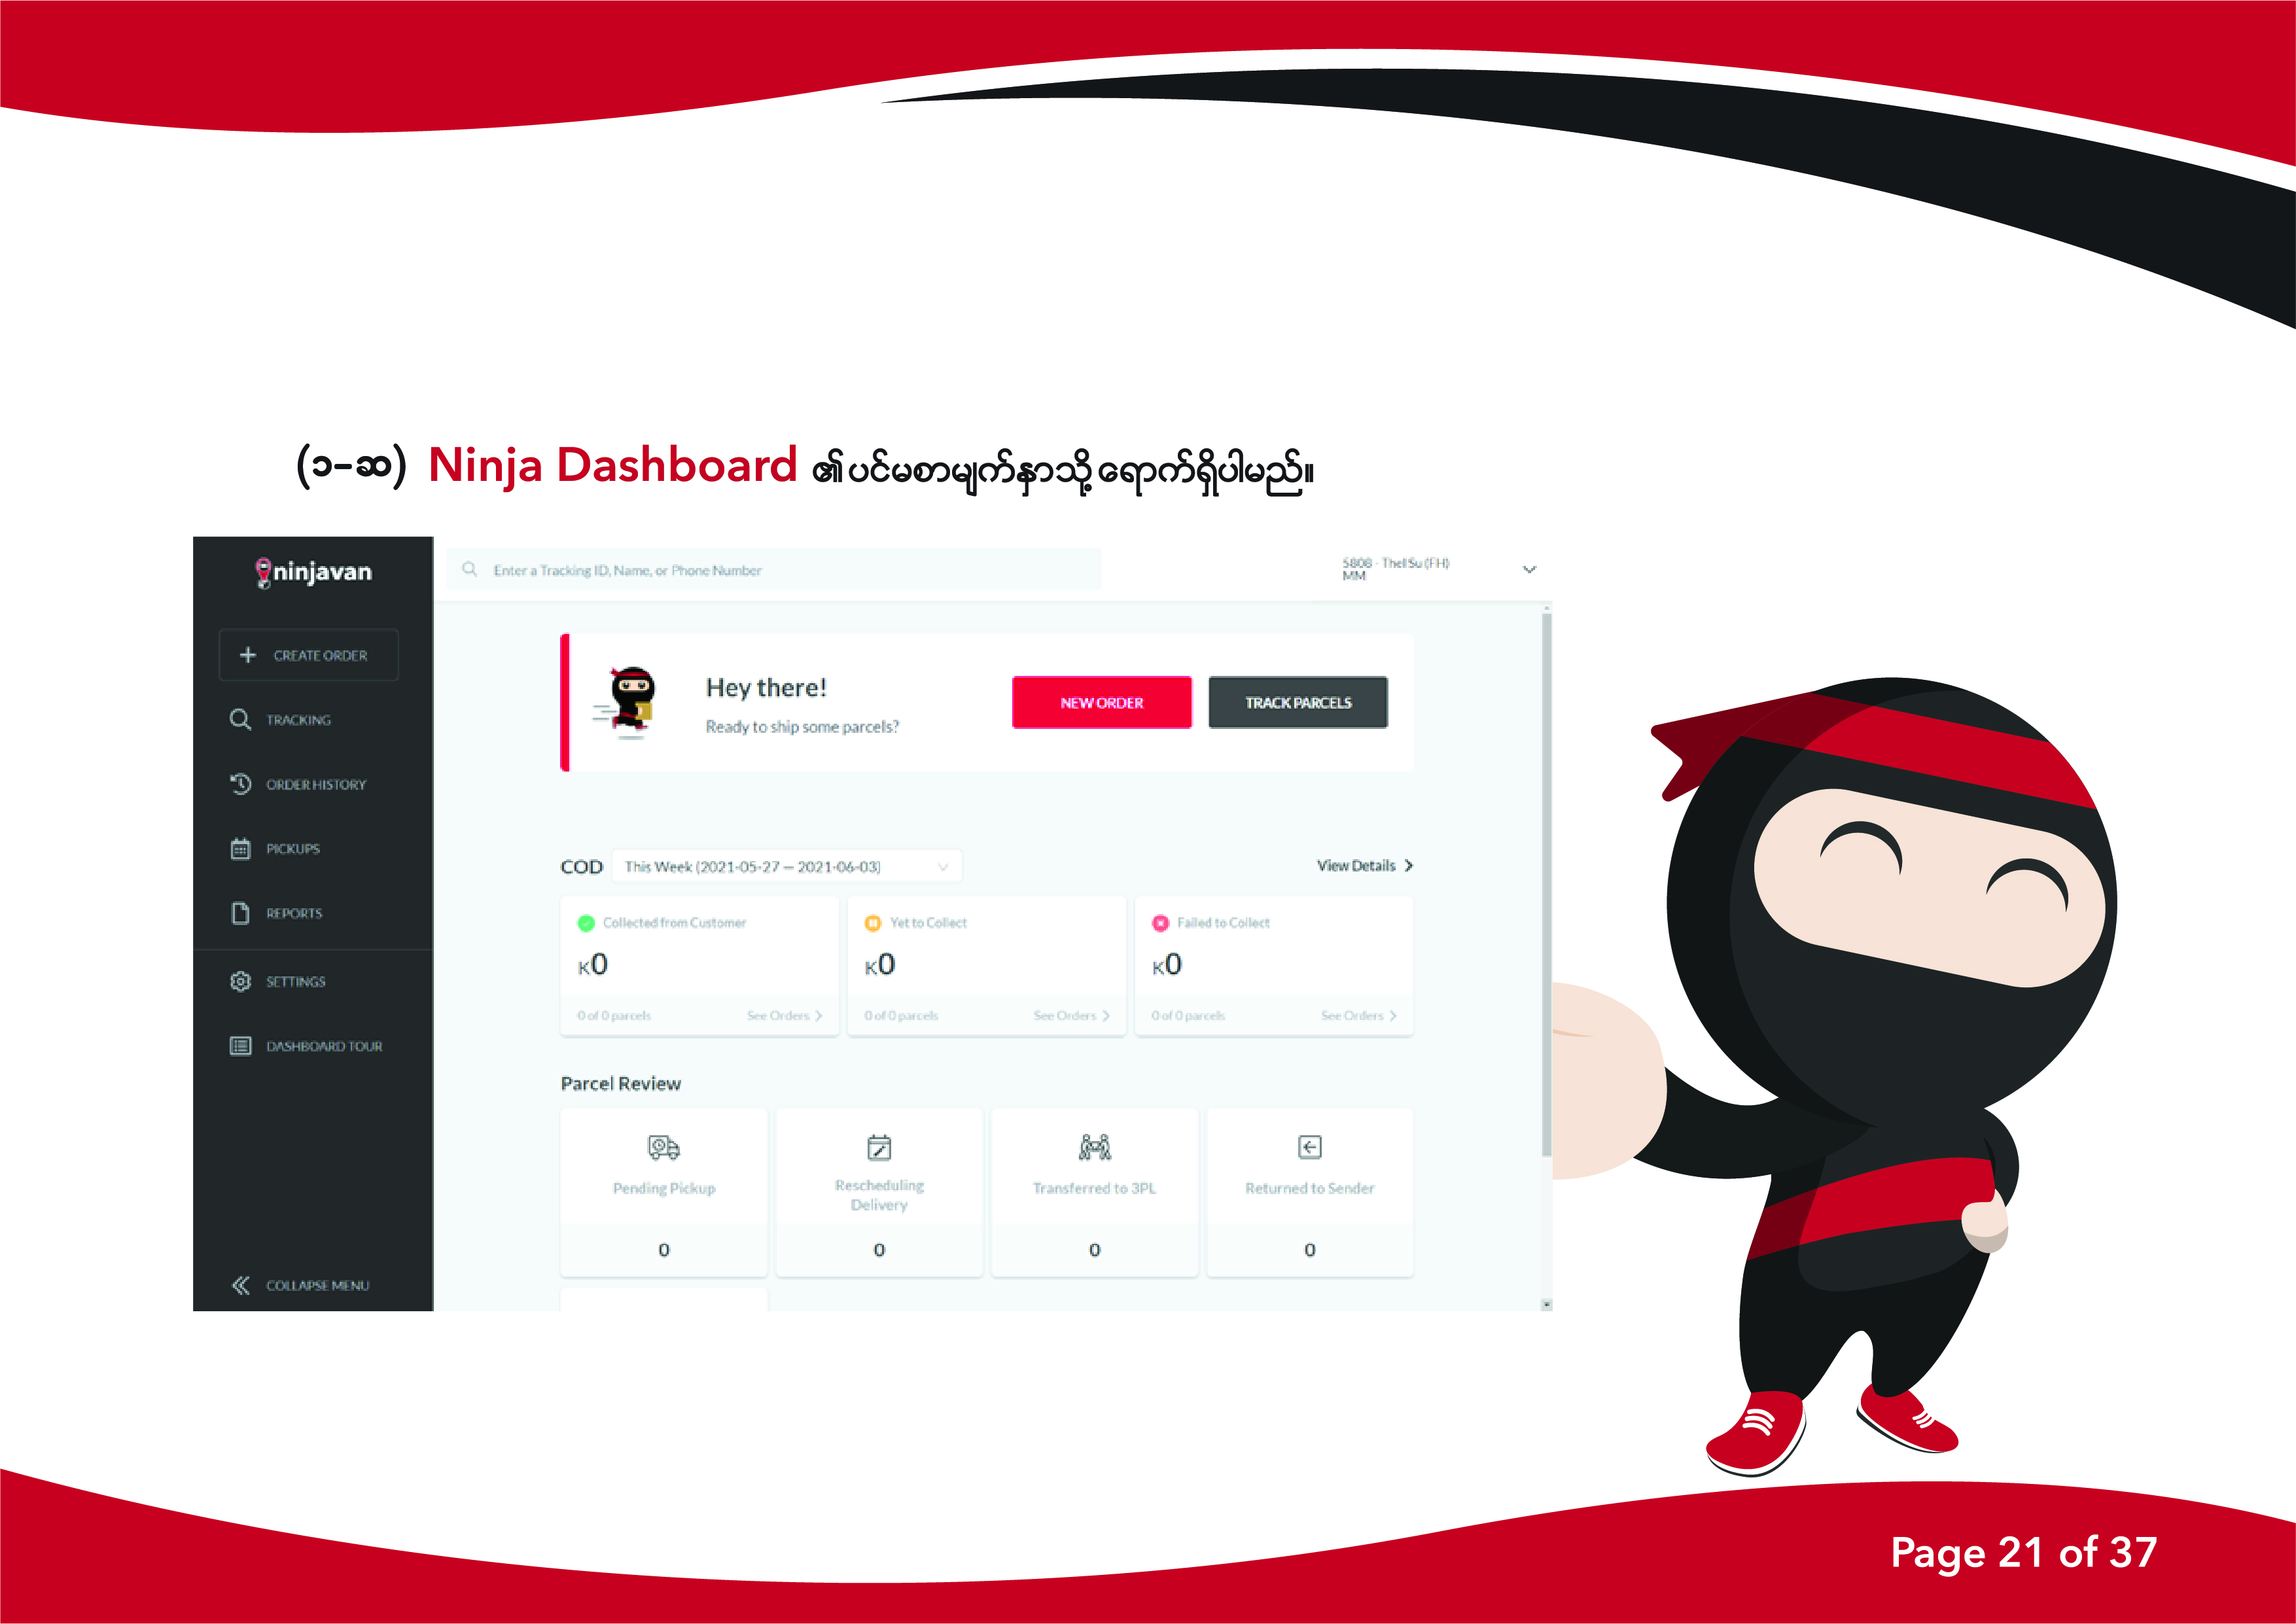 (၁-ဆ) Ninja Dashboard ၏ ပင်မစာမျက်နှာသို့ ရောက်ရှိပါမည်။
ninjavan
Enter a Tracking ID, Name, or Phone Number
5808 - Thel Su (FH)
MM
CREATE ORDER
TRACKING
ORDER HISTORY
PICKUPS
REPORTS
SETTINGS
DASHBOARD TOUR
COLLAPSE MENU
Hey there!
Ready to ship some parcels?
NEW ORDER
TRACK PARCELS
COD This Week (2021-05-27 — 2021-06-03) View Details
Collected from Customer Yet to Collect Failed to Collect
K0 K0 K0
0 of 0 parcels See Orders 0 of 0 parcels See Orders 0 of 0 parcels See Orders
Parcel Review
Pending Pickup
Rescheduling
Delivery
Transferred to 3PL
Returned to Sender
0 0 0 0
Page 21 of 37